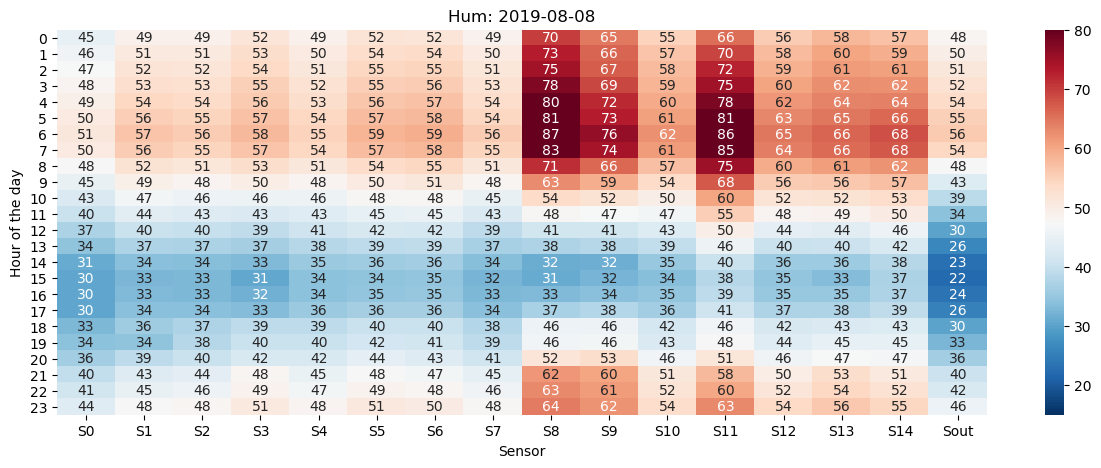 Hum: 2019-08-08
0 45 49 49 52 49 52 52 49 70 65 55 66 56 58 57 48
1 46 51 51 53 50 54 54 50 73 66 57 70 58 60 59 50
2 47 52 52 54 51 55 55 51 75 67 58 72 59 61 61 51
3 48 53 53 55 52 55 56 53 78 69 59 75 60 62 62 52
4 49 54 54 56 53 56 57 54 80 72 60 78 62 64 64 54
5 50 56 55 57 54 57 58 54 81 73 61 81 63 65 66 55
6 51 57 56 58 55 59 59 56 87 76 62 86 65 66 68 56
7 50 56 55 57 54 57 58 55 83 74 61 85 64 66 68 54
8 48 52 51 53 51 54 55 51 71 66 57 75 60 61 62 48
9 45 49 48 50 48 50 51 48 63 59 54 68 56 56 57 43
10 43 47 46 46 46 48 48 45 54 52 50 60 52 52 53 39
11 40 44 43 43 43 45 45 43 48 47 47 55 48 49 50 34
12 37 40 40 39 41 42 42 39 41 41 43 50 44 44 46 30
13 34 37 37 37 38 39 39 37 38 38 39 46 40 40 42 26
14 31 34 34 33 35 36 36 34 32 32 35 40 36 36 38 23
15 30 33 33 31 34 34 35 32 31 32 34 38 35 33 37 22
16 30 33 33 32 34 35 35 33 33 34 35 39 35 35 37 24
17 30 34 34 33 36 36 36 34 37 38 36 41 37 38 39 26
18 33 36 37 39 39 40 40 38 46 46 42 46 42 43 43 30
19 34 34 38 40 40 42 41 39 46 46 43 48 44 45 45 33
20 36 39 40 42 42 44 43 41 52 53 46 51 46 47 47 36
21 40 43 44 48 45 48 47 45 62 60 51 58 50 53 51 40
22 41 45 46 49 47 49 48 46 63 61 52 60 52 54 52 42
23 44 48 48 51 48 51 50 48 64 62 54 63 54 56 55 46
S0 S1 S2 S3 S4 S5 S6 S7 S8 S9 S10 S11 S12 S13 S14 Sout
Sensor
Hour of the day
80
70
60
50
40
30
20